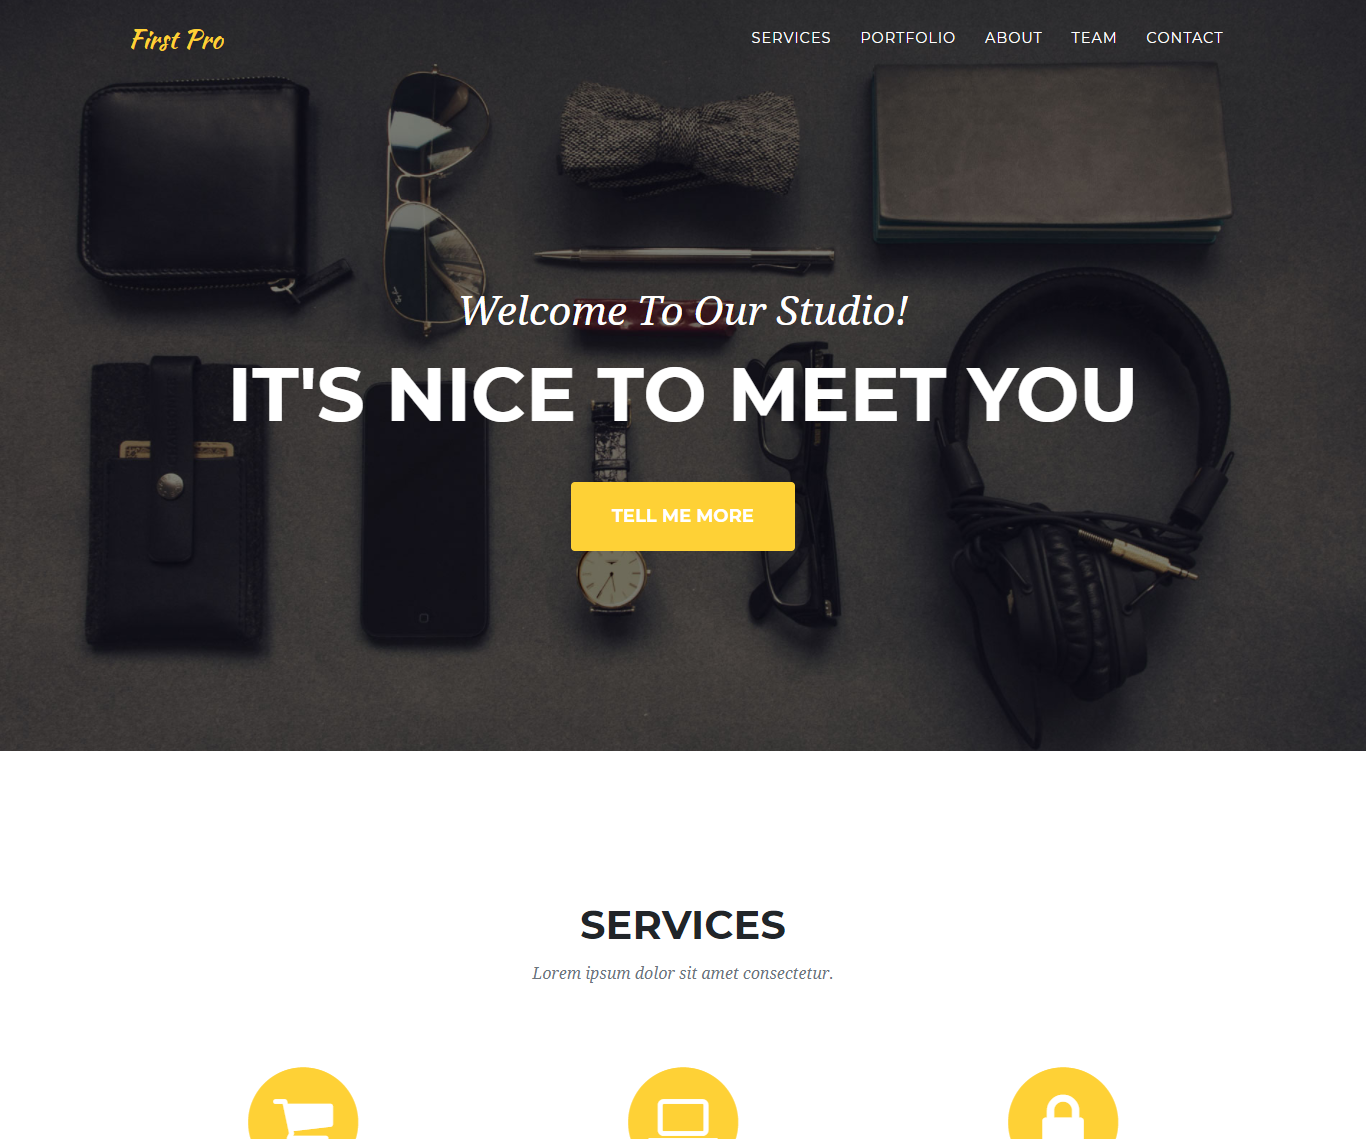 First Pro
SERVICES PORTFOLIO ABOUT TEAM CONTACT
Welcome To Our Studio!
IT'S NICE TO MEET YOU
TELL ME MORE
SERVICES
Lorem ipsum dolor sit amet consectetur.